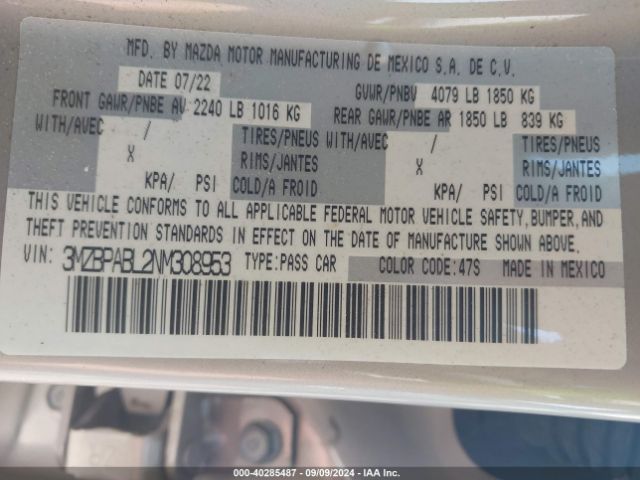 MFD. BY MAZDA MOTOR MANUFACTURING DE MEXICO S.A. DE C.V.
DATE 07/22 GVWR/PNBV 4079 LB 1850 KG
FRONT GAWR/PNBE AV 2240 LB 1016 KG REAR GAWR/PNBE AR 1850 LB 839 KG
WITH/AVEC / TIRES/PNEUS WITH/AVEC / TIRES/PNEUS
X RIMS/JANTES X RIMS/JANTES
KPA/ PSI COLD/A FROID KPA/ PSI COLD/A FROID
THIS VEHICLE CONFORMS TO ALL APPLICABLE FEDERAL MOTOR VEHICLE SAFETY, BUMPER, AND
THEFT PREVENTION STANDARDS IN EFFECT ON THE DATE OF MANUFACTURE SHOWN ABOVE.
VIN: 3MZBPABL2NM308953 TYPE:PASS CAR COLOR CODE:47S MADE IN MEXICO
000-40285487 - 09/09/2024 - IAA Inc.